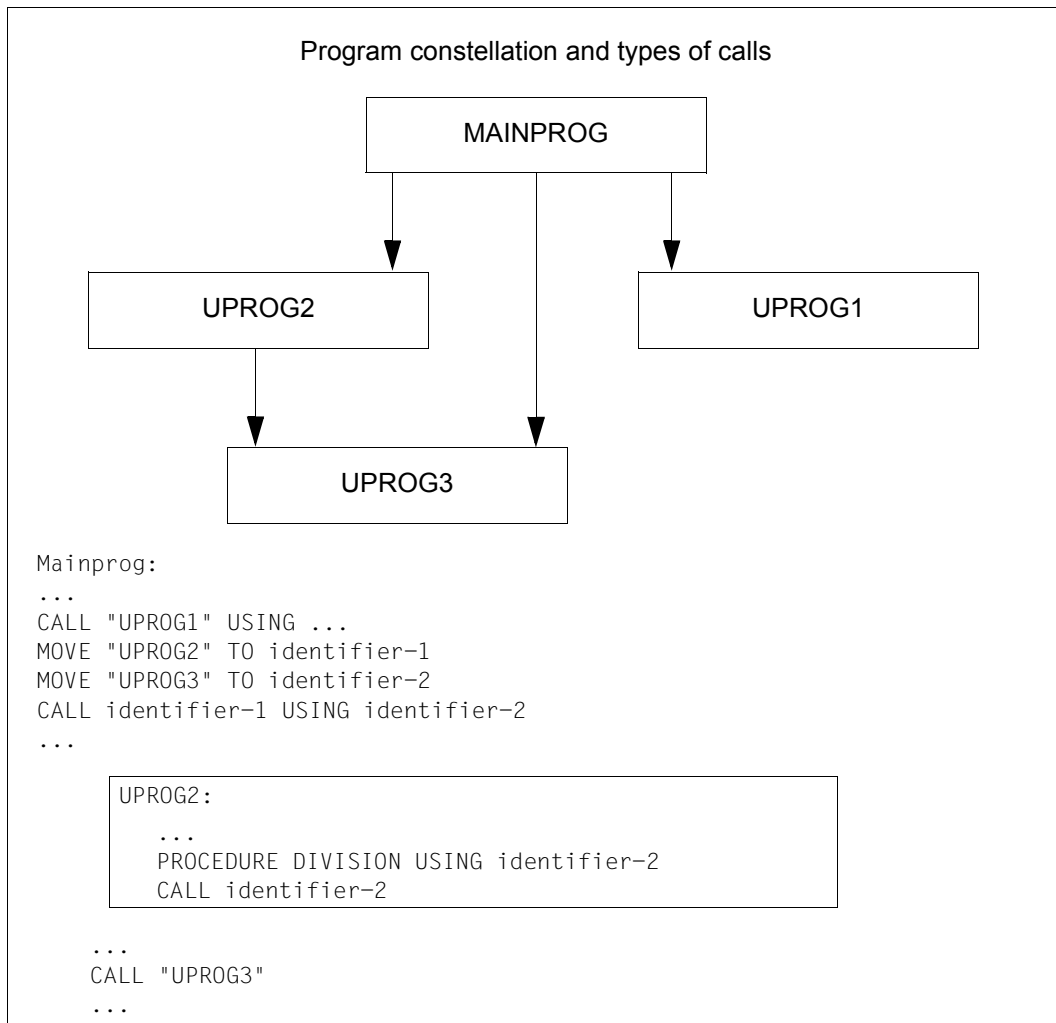 Program constellation and types of calls
MAINPROG
UPROG2
UPROG1
UPROG3
Mainprog:
...
CALL "UPROG1" USING ...
MOVE "UPROG2" TO identifier-1
MOVE "UPROG3" TO identifier-2
CALL identifier-1 USING identifier-2
...
UPROG2:
...
PROCEDURE DIVISION USING identifier-2
CALL identifier-2
...
CALL "UPROG3"
...